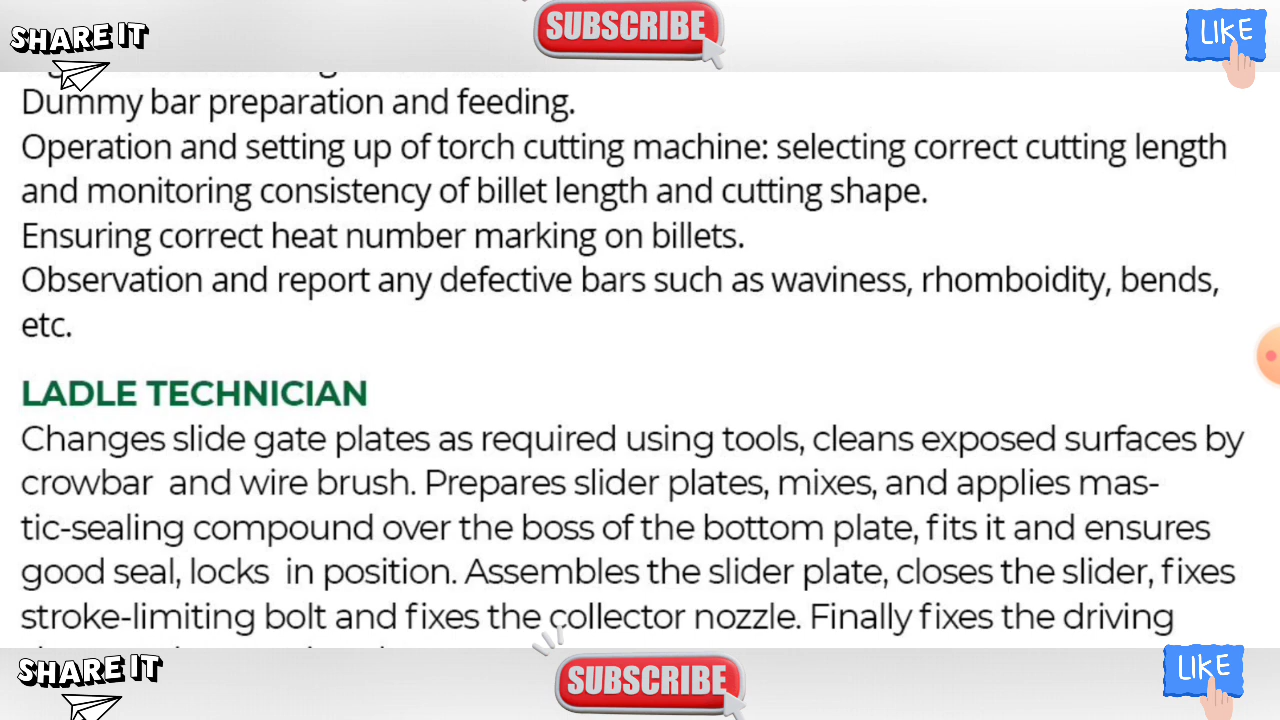 SHARE IT
SUBSCRIBE
LIKE
Dummy bar preparation and feeding.
Operation and setting up of torch cutting machine: selecting correct cutting length
and monitoring consistency of billet length and cutting shape.
Ensuring correct heat number marking on billets.
Observation and report any defective bars such as waviness, rhomboidity, bends,
etc.
LADLE TECHNICIAN
Changes slide gate plates as required using tools, cleans exposed surfaces by
crowbar and wire brush. Prepares slider plates, mixes, and applies mas-
tic-sealing compound over the boss of the bottom plate, fits it and ensures
good seal, locks in position. Assembles the slider plate, closes the slider, fixes
stroke-limiting bolt and fixes the collector nozzle. Finally fixes the driving
SHARE IT
SUBSCRIBE
LIKE